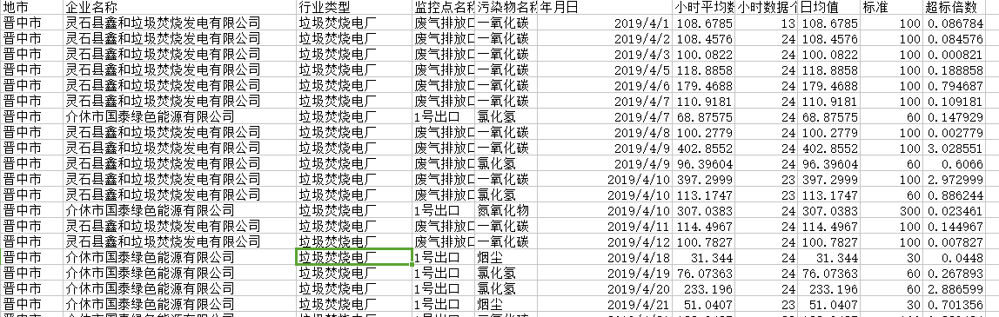 地市 企业名称 行业类型 监控点名称 污染物名称 年月日 小时平均数 小时数据个 日均值 标准 超标倍数
晋中市 灵石县鑫和垃圾焚烧发电有限公司 垃圾焚烧电厂 废气排放口 一氧化碳 2019/4/1 108.6785 13 108.6785 100 0.086784
晋中市 灵石县鑫和垃圾焚烧发电有限公司 垃圾焚烧电厂 废气排放口 一氧化碳 2019/4/2 108.4576 24 108.4576 100 0.084576
晋中市 灵石县鑫和垃圾焚烧发电有限公司 垃圾焚烧电厂 废气排放口 一氧化碳 2019/4/3 100.0822 24 100.0822 100 0.000821
晋中市 灵石县鑫和垃圾焚烧发电有限公司 垃圾焚烧电厂 废气排放口 一氧化碳 2019/4/5 118.8858 24 118.8858 100 0.188858
晋中市 灵石县鑫和垃圾焚烧发电有限公司 垃圾焚烧电厂 废气排放口 一氧化碳 2019/4/6 179.4688 24 179.4688 100 0.794687
晋中市 灵石县鑫和垃圾焚烧发电有限公司 垃圾焚烧电厂 废气排放口 一氧化碳 2019/4/7 110.9181 24 110.9181 100 0.109181
晋中市 介休市国泰绿色能源有限公司 垃圾焚烧电厂 1号出口 氯化氢 2019/4/7 68.87575 24 68.87575 60 0.147929
晋中市 灵石县鑫和垃圾焚烧发电有限公司 垃圾焚烧电厂 废气排放口 一氧化碳 2019/4/8 100.2779 24 100.2779 100 0.002779
晋中市 灵石县鑫和垃圾焚烧发电有限公司 垃圾焚烧电厂 废气排放口 一氧化碳 2019/4/9 402.8552 24 402.8552 100 3.028551
晋中市 灵石县鑫和垃圾焚烧发电有限公司 垃圾焚烧电厂 废气排放口 氯化氢 2019/4/9 96.39604 24 96.39604 60 0.6066
晋中市 灵石县鑫和垃圾焚烧发电有限公司 垃圾焚烧电厂 废气排放口 一氧化碳 2019/4/10 397.2999 23 397.2999 100 2.972999
晋中市 灵石县鑫和垃圾焚烧发电有限公司 垃圾焚烧电厂 废气排放口 氯化氢 2019/4/10 113.1747 23 113.1747 60 0.886244
晋中市 介休市国泰绿色能源有限公司 垃圾焚烧电厂 1号出口 氮氧化物 2019/4/10 307.0383 24 307.0383 300 0.023461
晋中市 灵石县鑫和垃圾焚烧发电有限公司 垃圾焚烧电厂 废气排放口 一氧化碳 2019/4/11 114.4967 24 114.4967 100 0.144967
晋中市 灵石县鑫和垃圾焚烧发电有限公司 垃圾焚烧电厂 废气排放口 一氧化碳 2019/4/12 100.7827 24 100.7827 100 0.007827
晋中市 介休市国泰绿色能源有限公司 垃圾焚烧电厂 1号出口 烟尘 2019/4/18 31.344 24 31.344 30 0.0448
晋中市 介休市国泰绿色能源有限公司 垃圾焚烧电厂 1号出口 氯化氢 2019/4/19 76.07363 24 76.07363 60 0.267893
晋中市 介休市国泰绿色能源有限公司 垃圾焚烧电厂 1号出口 氯化氢 2019/4/20 233.196 24 233.196 60 2.886599
晋中市 介休市国泰绿色能源有限公司 垃圾焚烧电厂 1号出口 烟尘 2019/4/21 51.0407 23 51.0407 30 0.701356